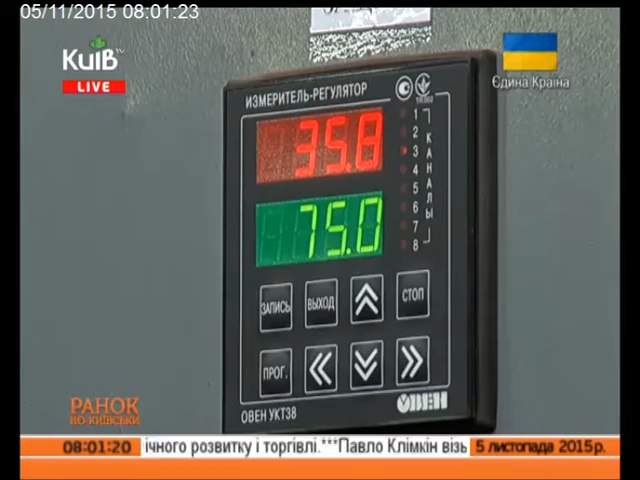 05/11/2015 08:01:23
КиїВ TV
LIVE
Єдина Країна
ИЗМЕРИТЕЛЬ-РЕГУЛЯТОР
35.8
75.0
1
2
3
4
5
6
7
8
КАНАЛЫ
ЗАПИСЬ ВЫХОД СТОП
ПРОГ.
ОВЕН УКТ38 ОВЕН
РАНОК
ПО-КИЇВСЬКИ
08:01:20 ічного розвитку і торгівлі.***Павло Клімкін візь 5 листопада 2015р.